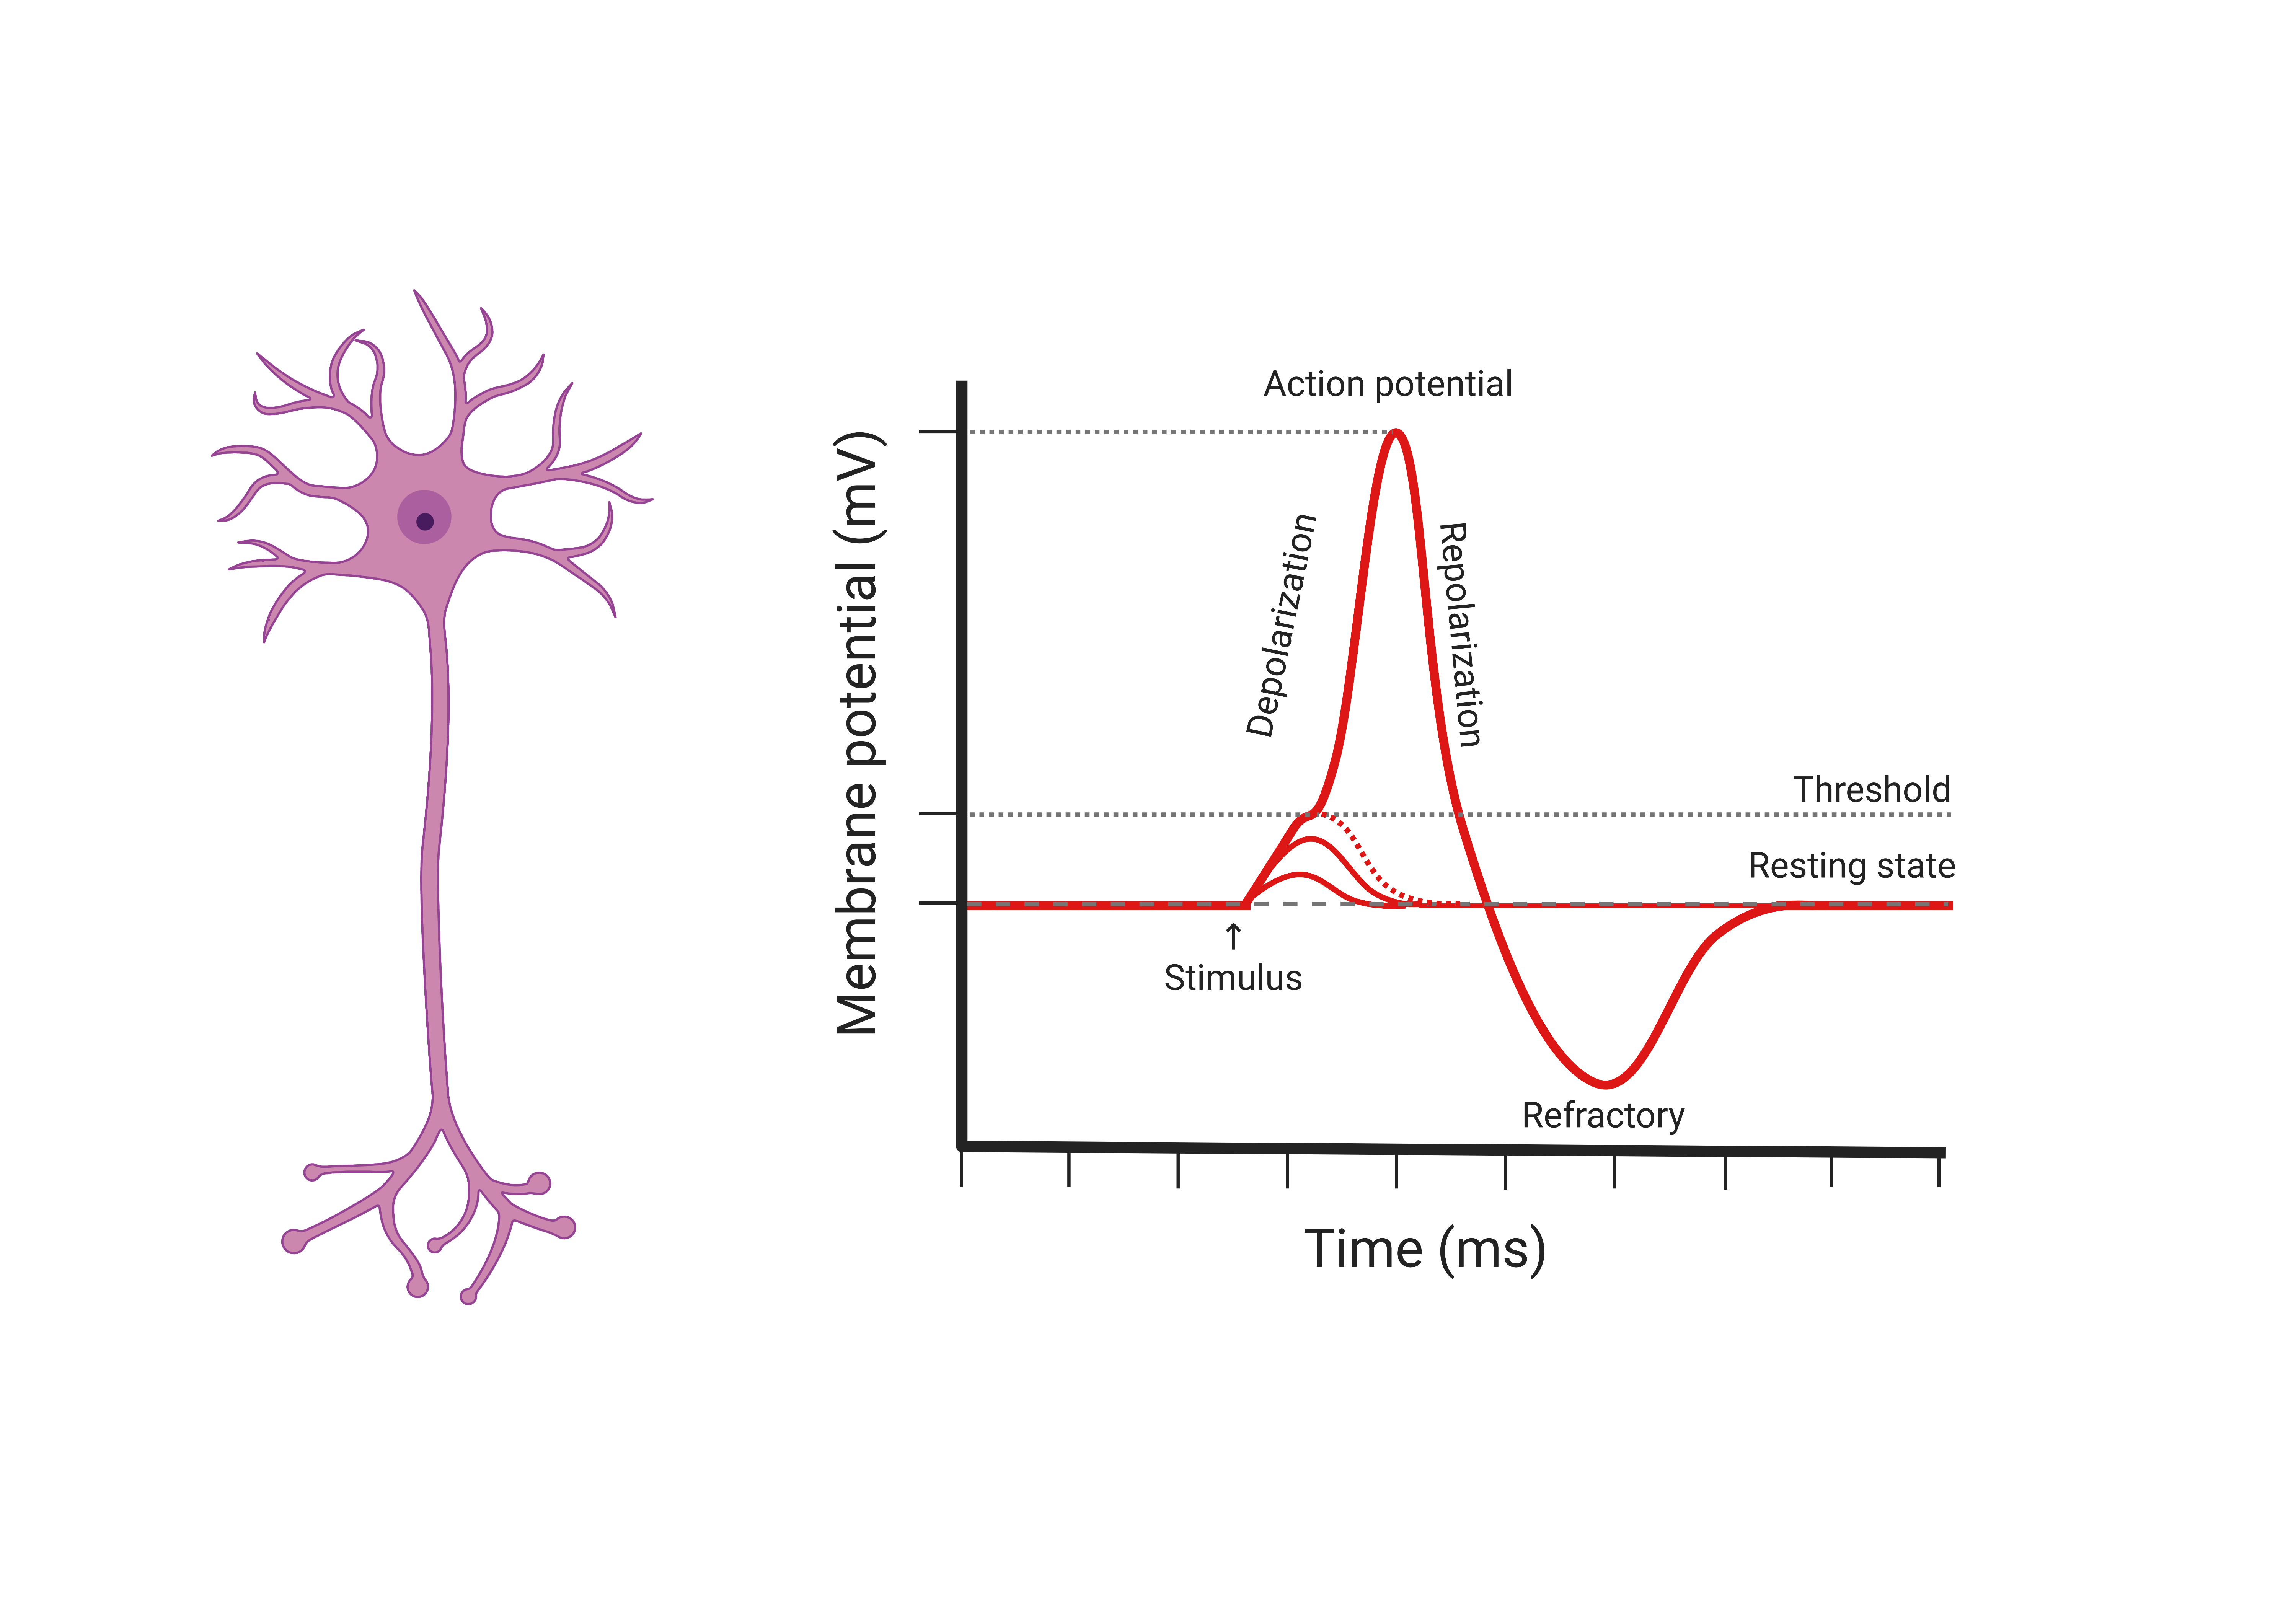 Action potential
Membrane potential (mV)
Depolarization
Repolarization
Threshold
Resting state
↑
Stimulus
Refractory
Time (ms)